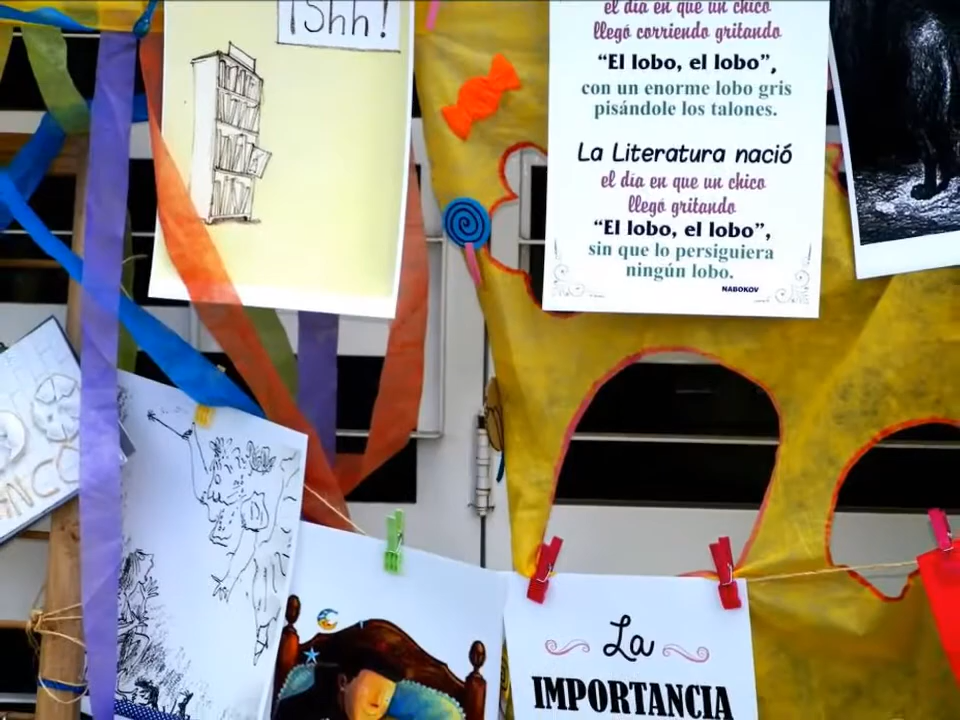 ¡Shh!
el día en que un chico
llegó corriendo gritando
“El lobo, el lobo”,
con un enorme lobo gris
pisándole los talones.
La Literatura nació
el día en que un chico
llegó gritando
“El lobo, el lobo”,
sin que lo persiguiera
ningún lobo.
NABOKOV
La
IMPORTANCIA